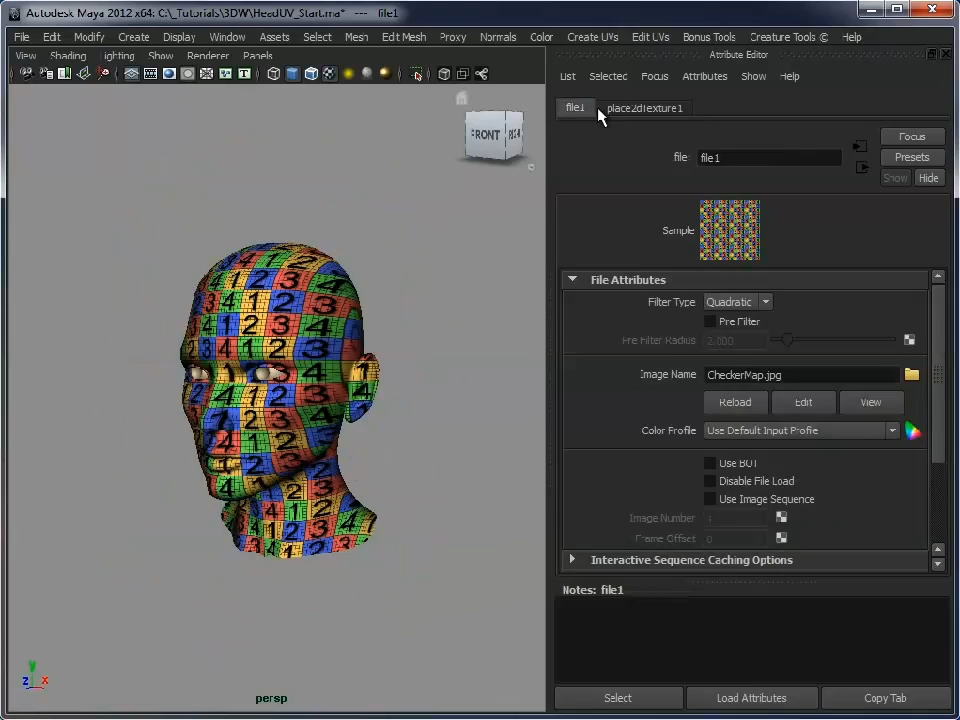 Autodesk Maya 2012 x64: C:\_Tutorials\3DW\HeadUV_Start.ma* --- file1
File Edit Modify Create Display Window Assets Select Mesh Edit Mesh Proxy Normals Color Create UVs Edit UVs Bonus Tools Creature Tools © Help
View Shading Lighting Show Renderer Panels
Attribute Editor
List Selected Focus Attributes Show Help
file1 place2dTexture1
FRONT
Focus
file: file1
Presets
Show Hide
Sample
File Attributes
Filter Type Quadratic
Pre Filter
Pre Filter Radius 2.000
Image Name CheckerMap.jpg
Reload Edit View
Color Profile Use Default Input Profile
Use BOT
Disable File Load
Use Image Sequence
Image Number
Frame Offset 0
Interactive Sequence Caching Options
Notes: file1
y
z x
persp
Select Load Attributes Copy Tab